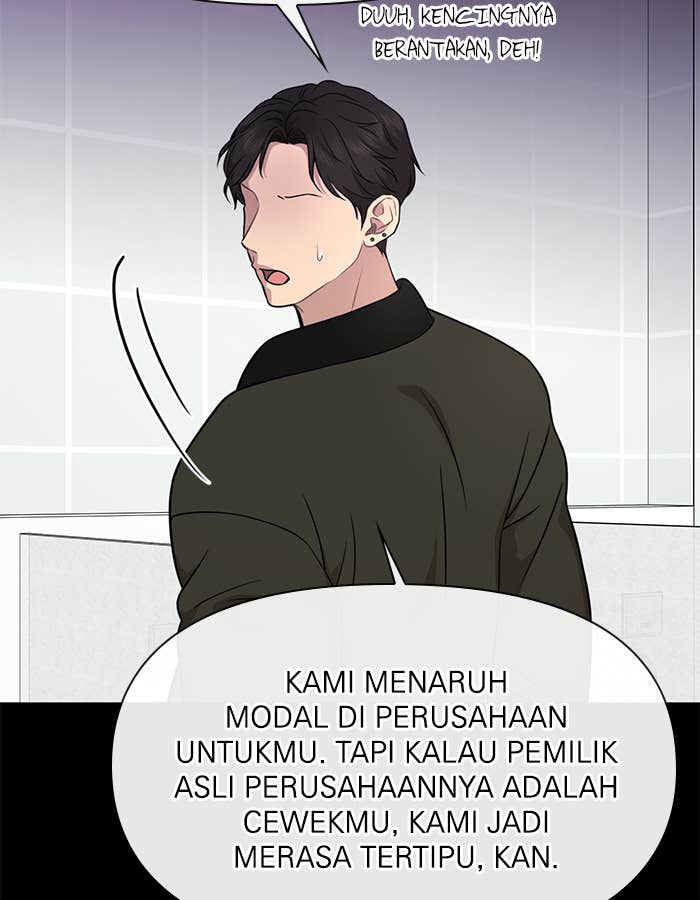 DUUH, KENCINGNYA
BERANTAKAN, DEH!
KAMI MENARUH
MODAL DI PERUSAHAAN
UNTUKMU. TAPI KALAU PEMILIK
ASLI PERUSAHAANNYA ADALAH
CEWEKMU, KAMI JADI
MERASA TERTIPU, KAN.